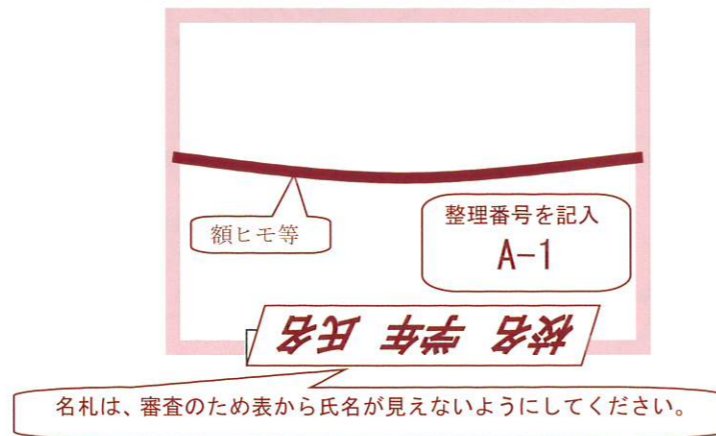 額ヒモ等
整理番号を記入
A-1
校名 学年 氏名
名札は、審査のため表から氏名が見えないようにしてください。